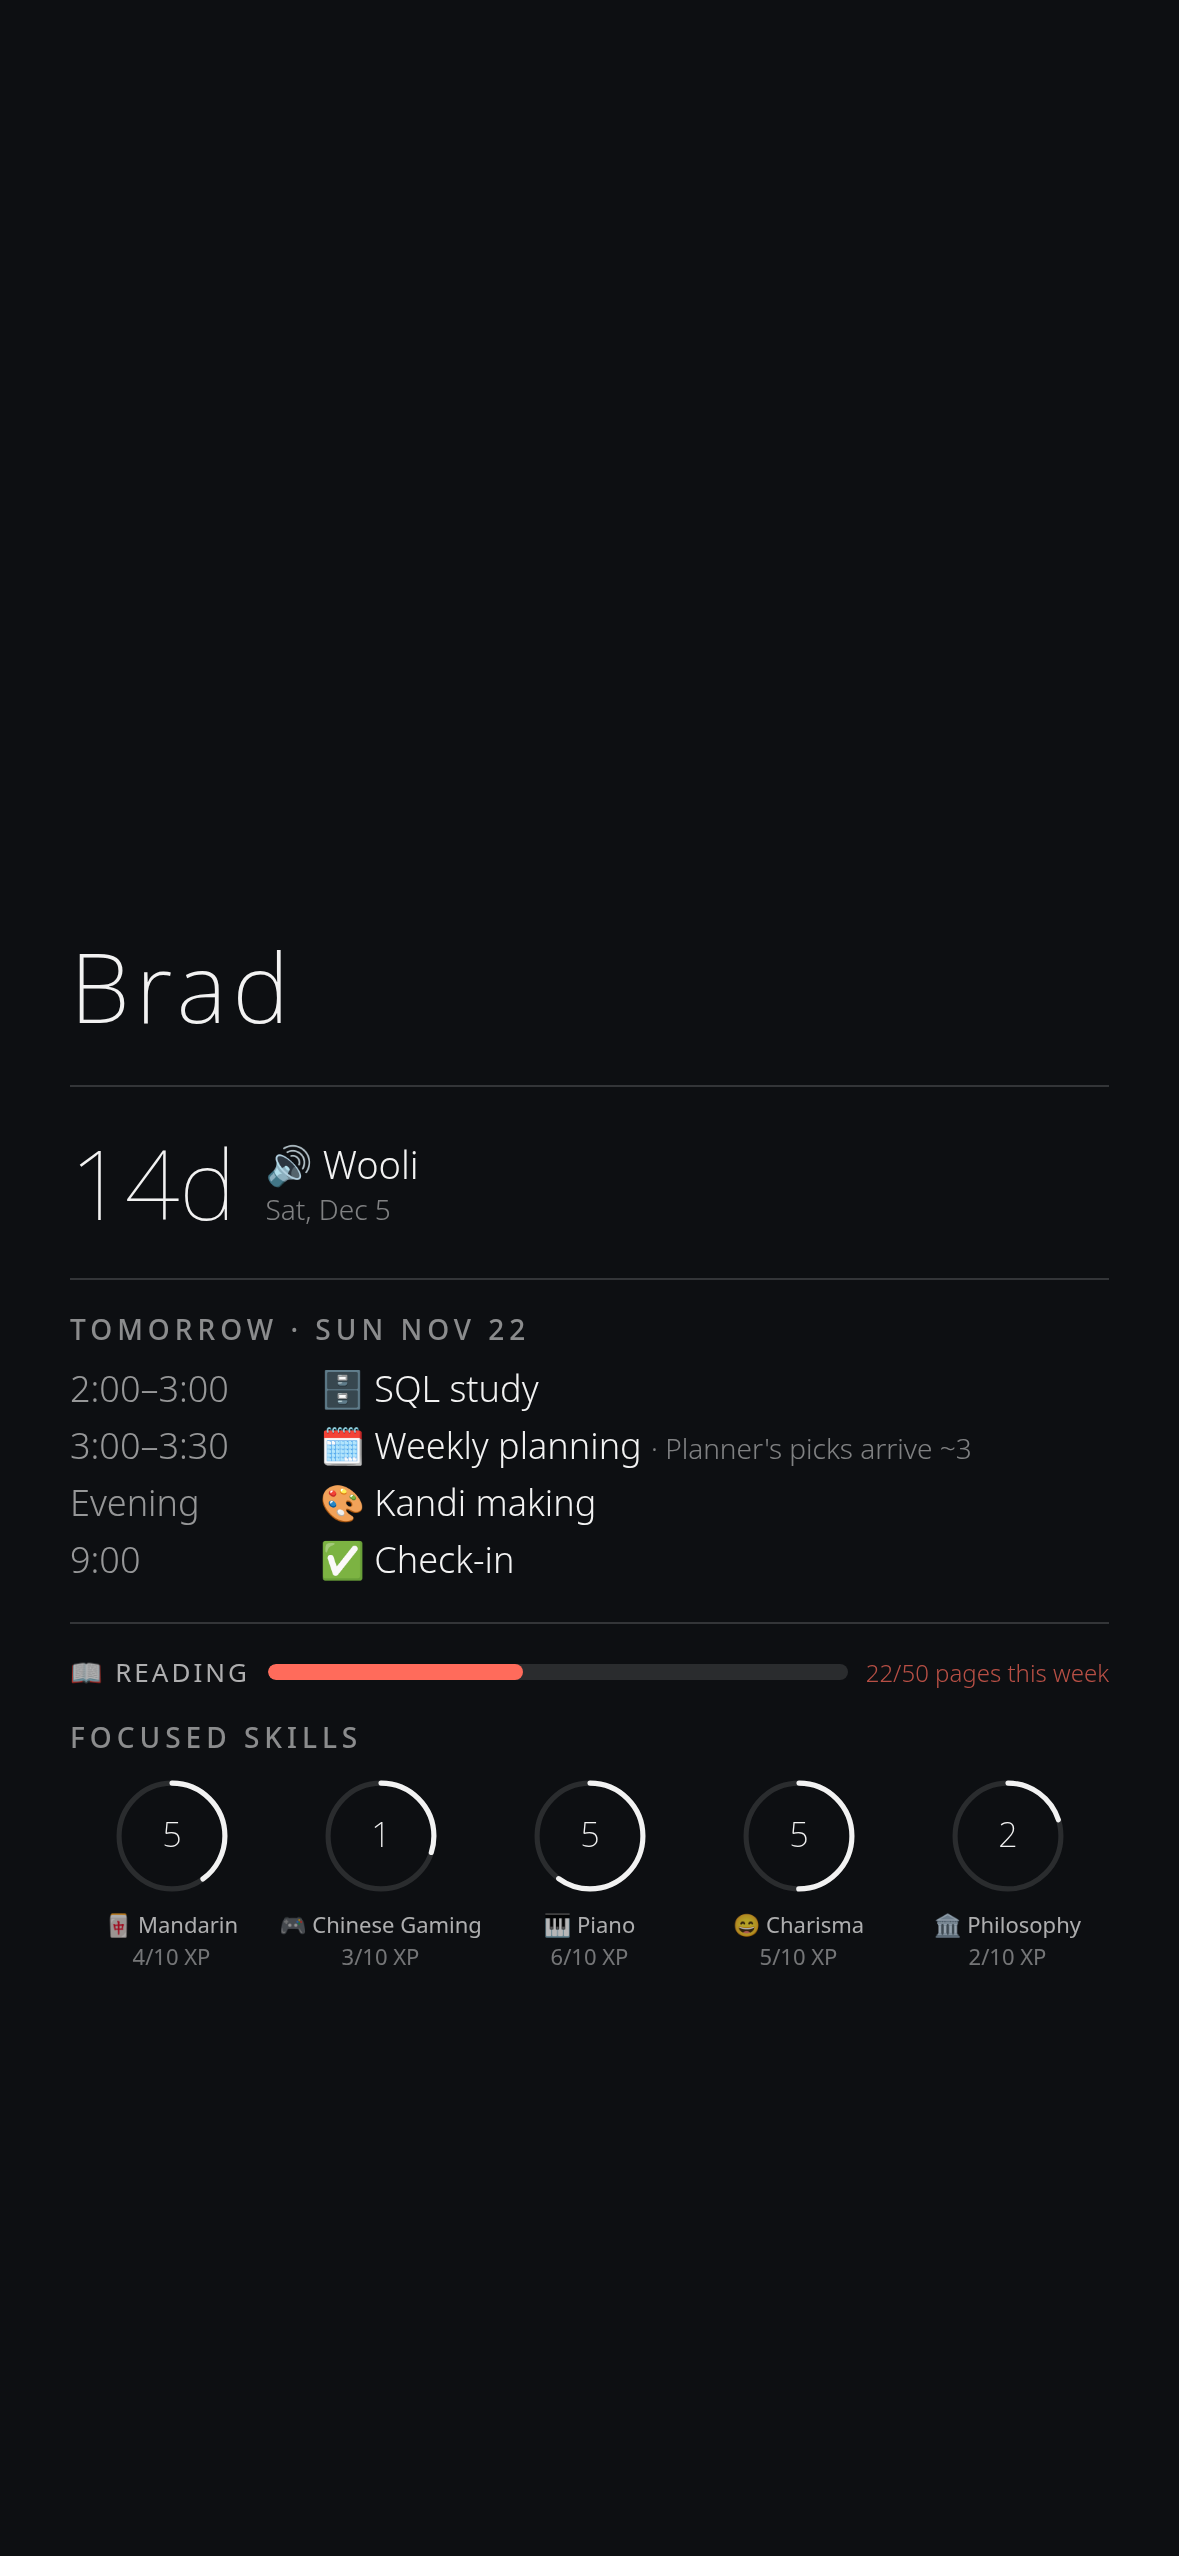 Brad
14d
🔊 Wooli
Sat, Dec 5
TOMORROW · SUN NOV 22
2:00–3:00 🗄️ SQL study
3:00–3:30 🗓️ Weekly planning · Planner's picks arrive ~3
Evening 🎨 Kandi making
9:00 ✅ Check-in
📖 READING 22/50 pages this week
FOCUSED SKILLS
5 1 5 5 2
🀄 Mandarin 🎮 Chinese Gaming 🎹 Piano 😄 Charisma 🏛️ Philosophy
4/10 XP 3/10 XP 6/10 XP 5/10 XP 2/10 XP